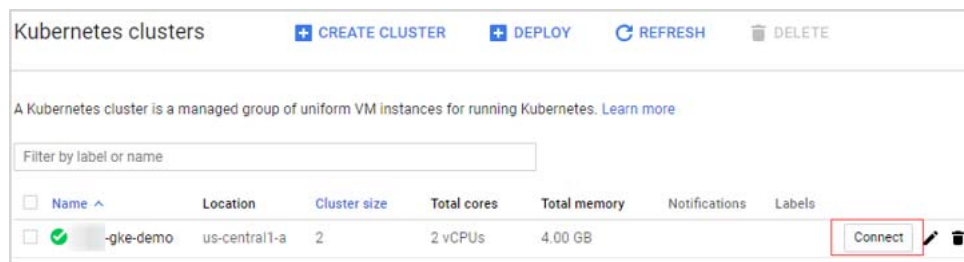 Kubernetes clusters CREATE CLUSTER DEPLOY REFRESH DELETE
A Kubernetes cluster is a managed group of uniform VM instances for running Kubernetes. Learn more
Filter by label or name
Name Location Cluster size Total cores Total memory Notifications Labels
-gke-demo us-central1-a 2 2 vCPUs 4.00 GB Connect